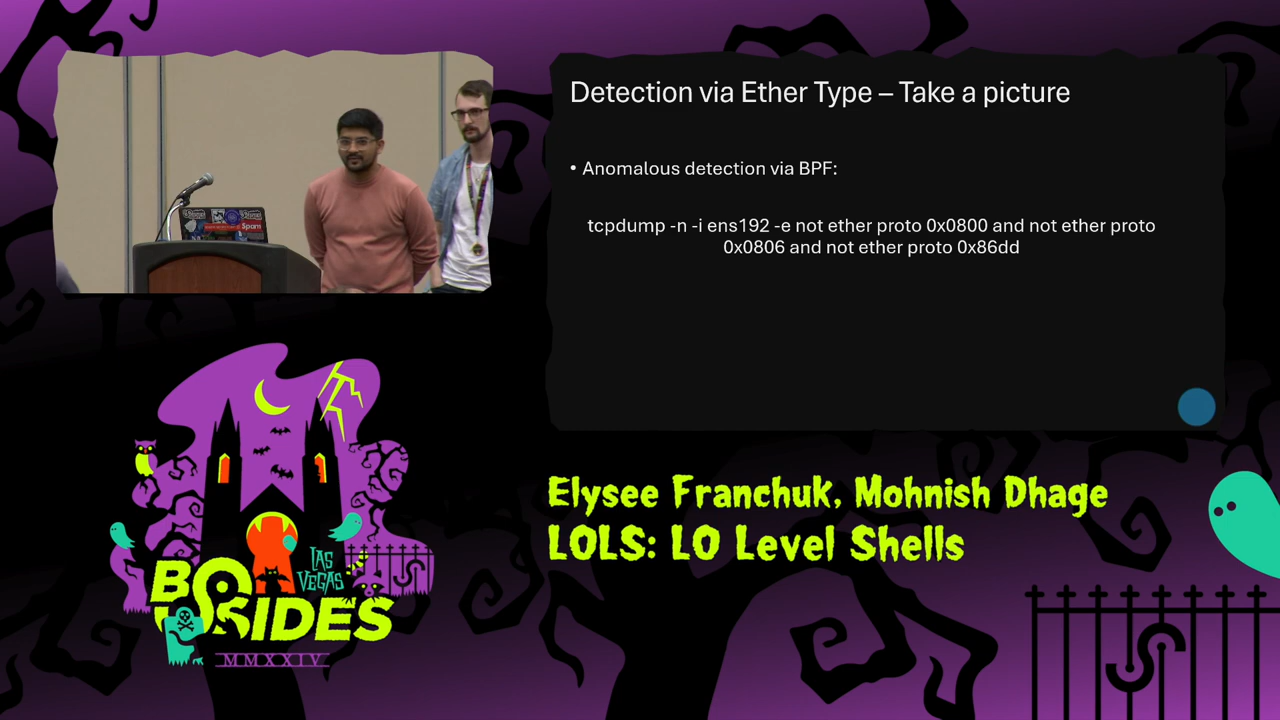 Detection via Ether Type – Take a picture
• Anomalous detection via BPF:
tcpdump -n -i ens192 -e not ether proto 0x0800 and not ether proto
0x0806 and not ether proto 0x86dd
Elysee Franchuk, Mohnish Dhage
LOLS: LO Level Shells
LAS
VEGAS
BSIDES
MMXXIV
Spam